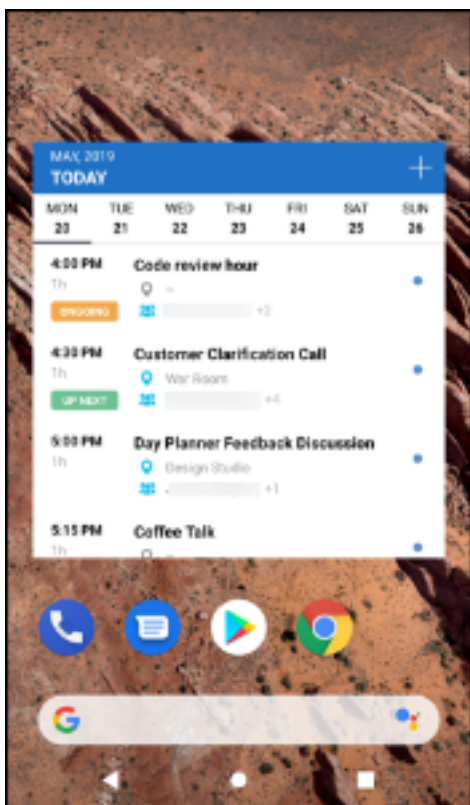 MAY, 2019
TODAY
MON TUE WED THU FRI SAT SUN
20 21 22 23 24 25 26
4:00 PM Code review hour
1h –
ONGOING +2
4:30 PM Customer Clarification Call
1h War Room
UP NEXT +4
5:00 PM Day Planner Feedback Discussion
1h Design Studio
+1
5:15 PM Coffee Talk
1h –
G